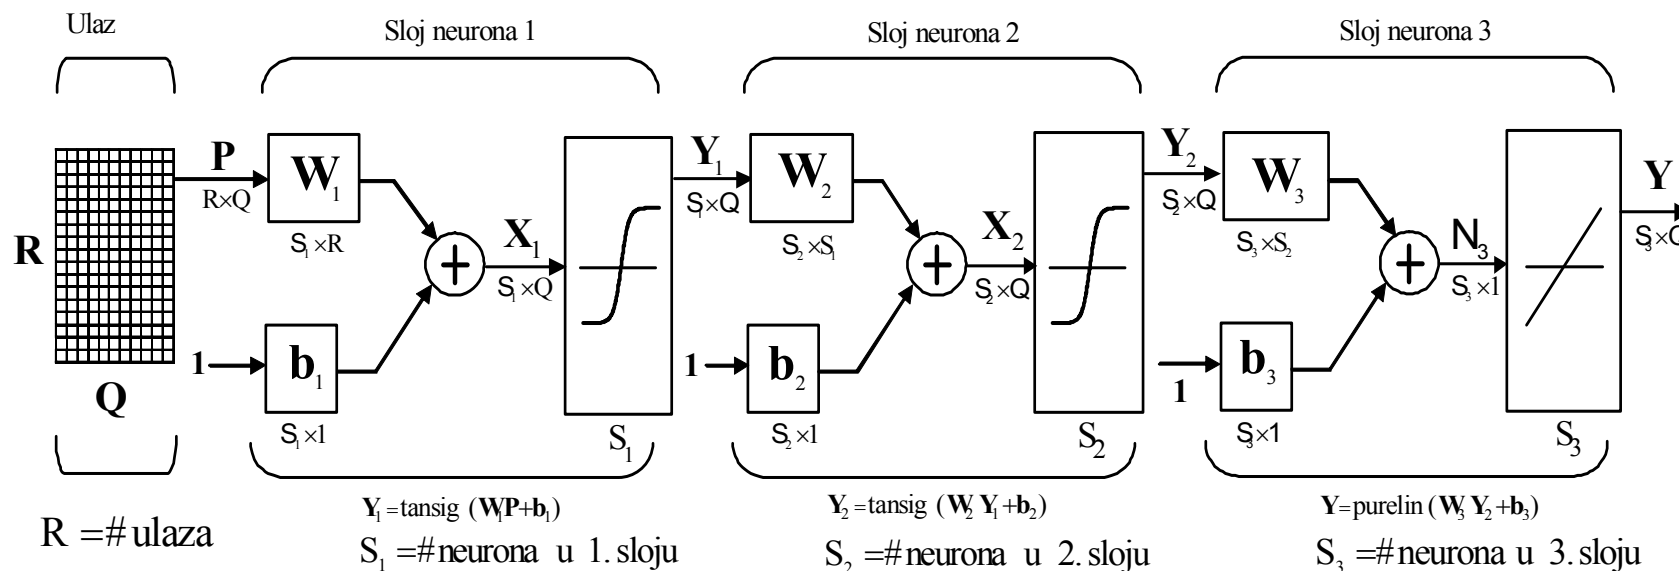 Ulaz
Sloj neurona 1
Sloj neurona 2
Sloj neurona 3
R
Q
P
R×Q
W₁
S₁×R
1
b₁
S₁×1
X₁
S₁×Q
S₁
Y₁
S₁×Q
W₂
S₂×S₁
1
b₂
S₂×1
X₂
S₂×Q
S₂
Y₂
S₂×Q
W₃
S₃×S₂
1
b₃
S₃×1
N₃
S₃×1
S₃
Y
S₃×Q
Y₁=tansig (W₁P+b₁)
Y₂=tansig (W₂ Y₁+b₂)
Y=purelin (W₃ Y₂+b₃)
R =# ulaza
S₁ =# neurona u 1. sloju
S₂ =# neurona u 2. sloju
S₃ =# neurona u 3. sloju